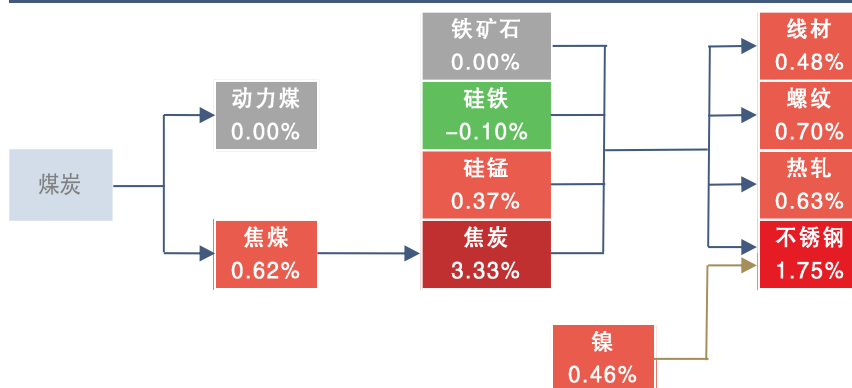 铁矿石
0.00%
线材
0.48%
动力煤
0.00%
硅铁
-0.10%
螺纹
0.70%
煤炭
硅锰
0.37%
热轧
0.63%
焦煤
0.62%
焦炭
3.33%
不锈钢
1.75%
镍
0.46%